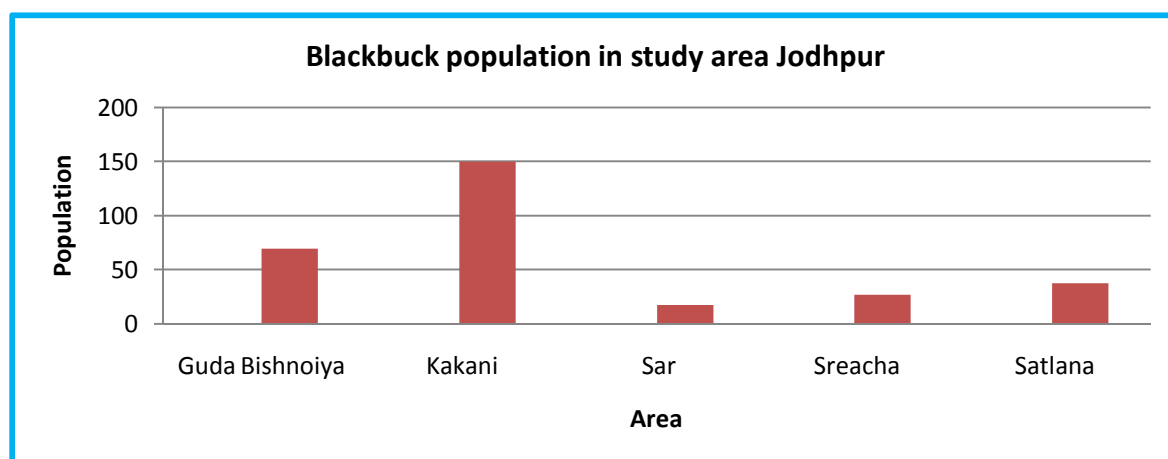 Blackbuck population in study area Jodhpur
Population
200
150
100
50
0
Guda Bishnoiya Kakani Sar Sreacha Satlana
Area